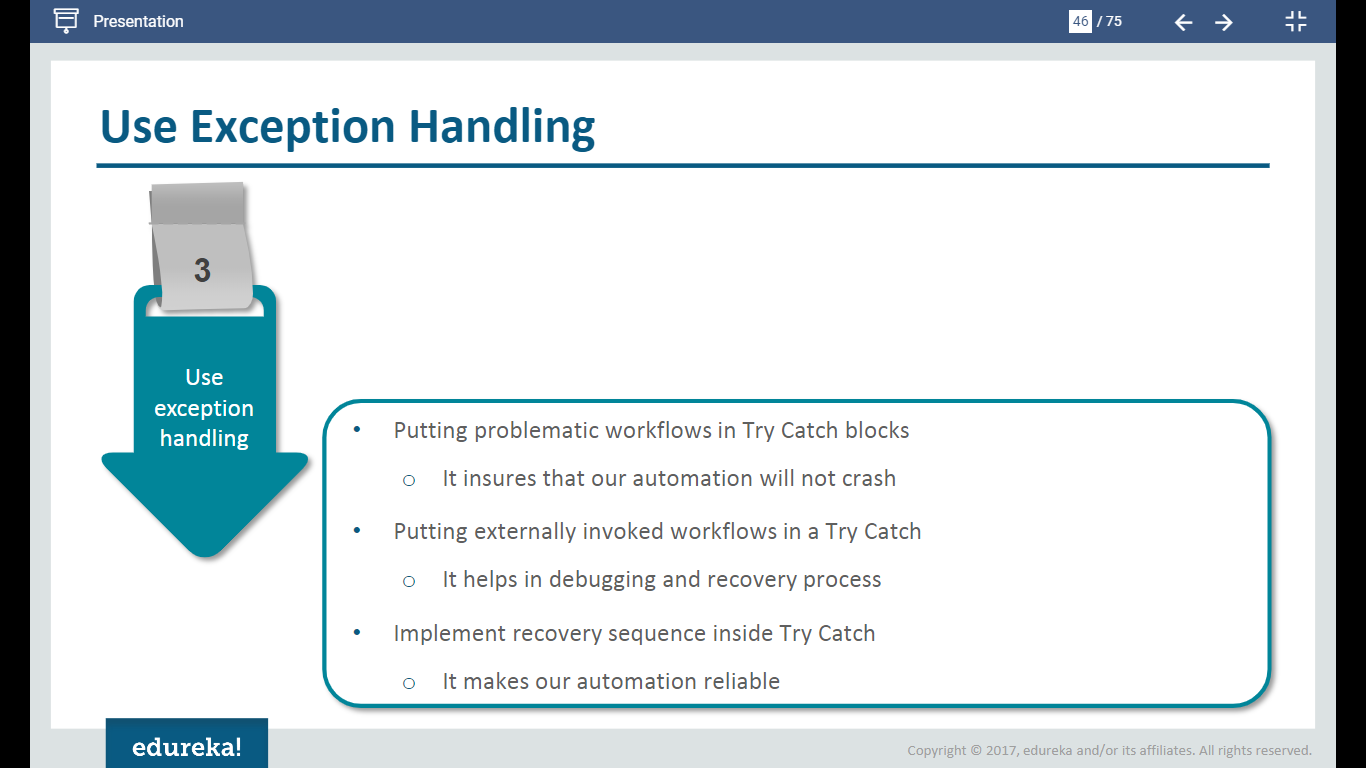 Presentation
46 / 75
Use Exception Handling
3
Use
exception
handling
• Putting problematic workflows in Try Catch blocks
o It insures that our automation will not crash
• Putting externally invoked workflows in a Try Catch
o It helps in debugging and recovery process
• Implement recovery sequence inside Try Catch
o It makes our automation reliable
edureka!
Copyright © 2017, edureka and/or its affiliates. All rights reserved.